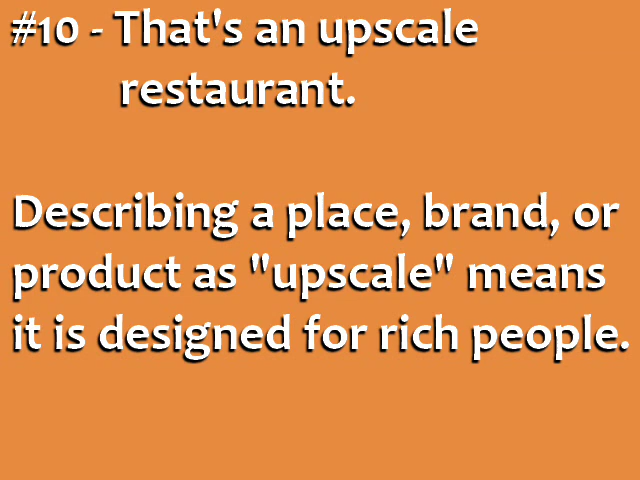 #10 - That's an upscale
restaurant.
Describing a place, brand, or
product as "upscale" means
it is designed for rich people.